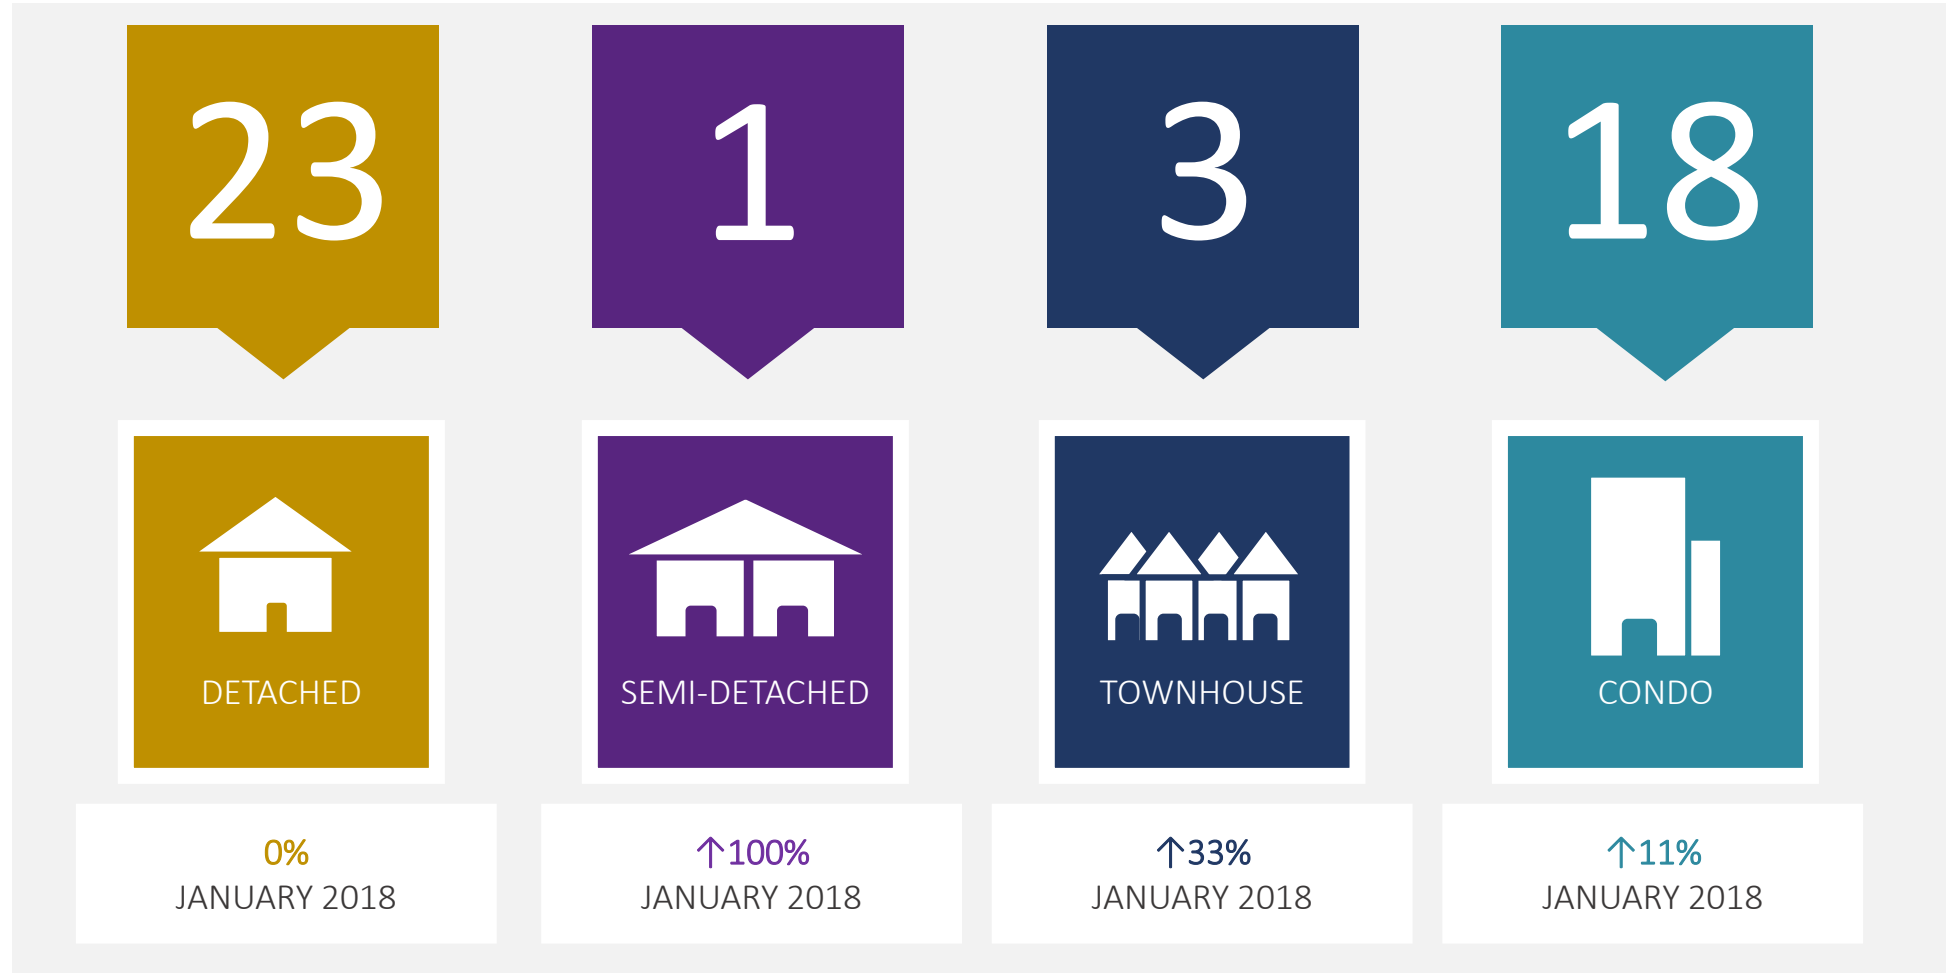 23
1
3
18
DETACHED
SEMI-DETACHED
TOWNHOUSE
CONDO
0%
JANUARY 2018
↑100%
JANUARY 2018
↑33%
JANUARY 2018
↑11%
JANUARY 2018